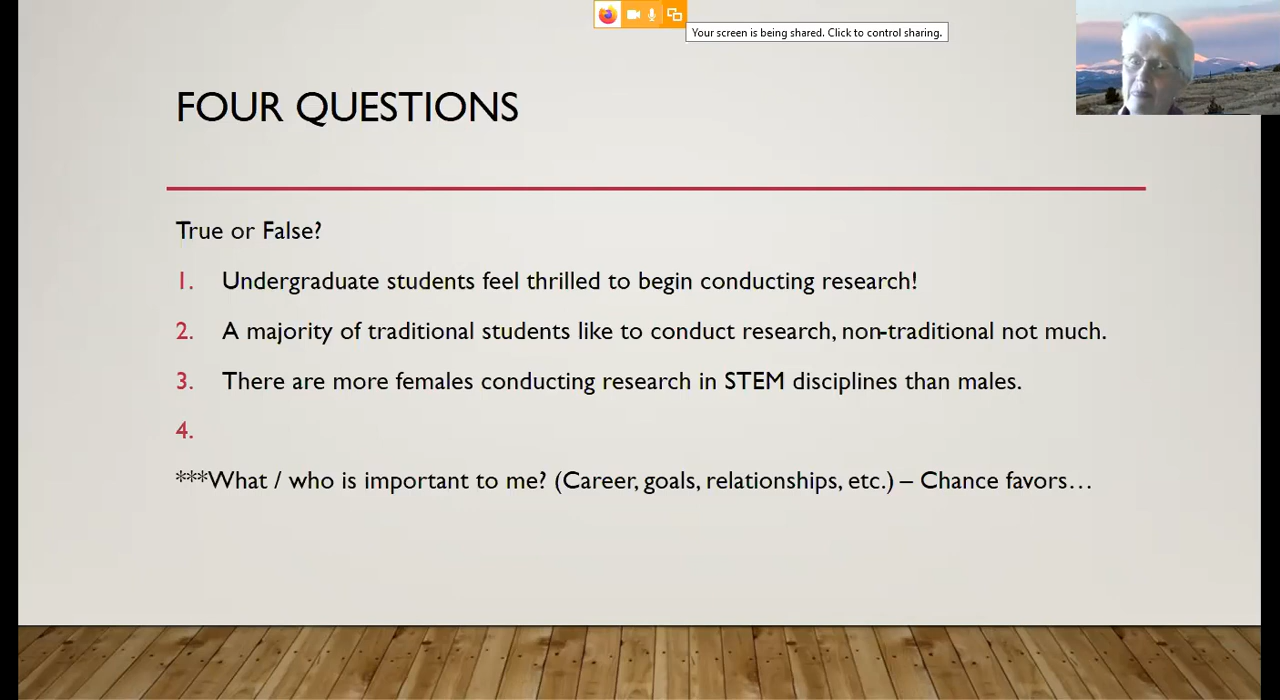 Your screen is being shared. Click to control sharing.
FOUR QUESTIONS
True or False?
1. Undergraduate students feel thrilled to begin conducting research!
2. A majority of traditional students like to conduct research, non-traditional not much.
3. There are more females conducting research in STEM disciplines than males.
4.
***What / who is important to me? (Career, goals, relationships, etc.) – Chance favors…